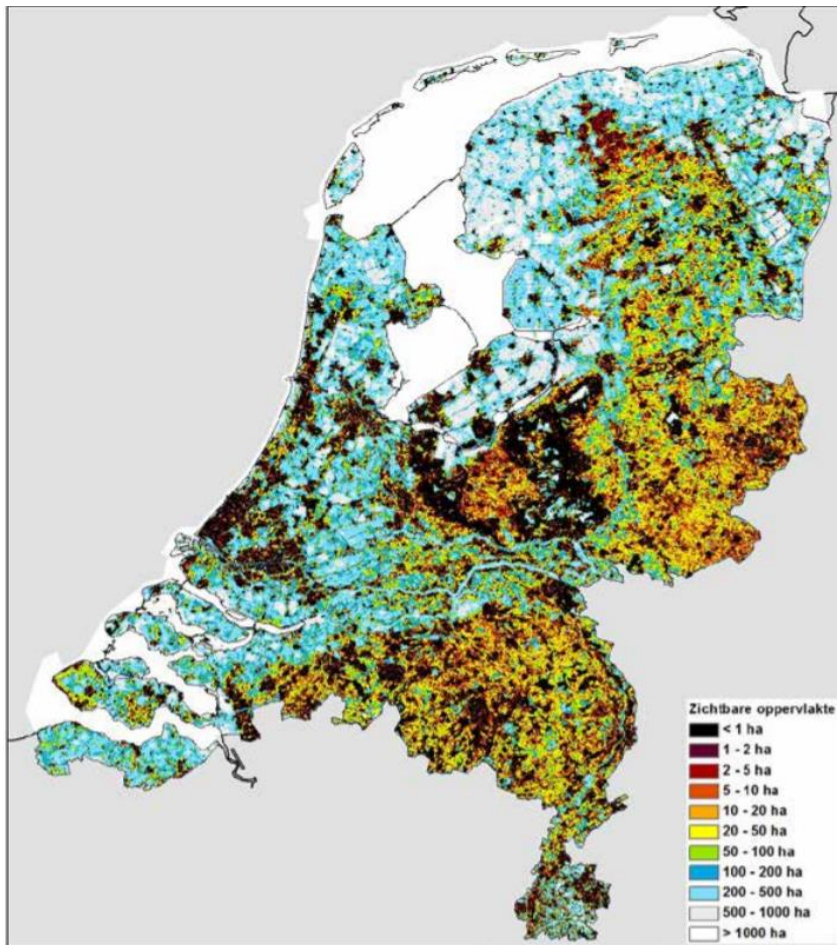 Zichtbare oppervlakte
< 1 ha
1 - 2 ha
2 - 5 ha
5 - 10 ha
10 - 20 ha
20 - 50 ha
50 - 100 ha
100 - 200 ha
200 - 500 ha
500 - 1000 ha
> 1000 ha